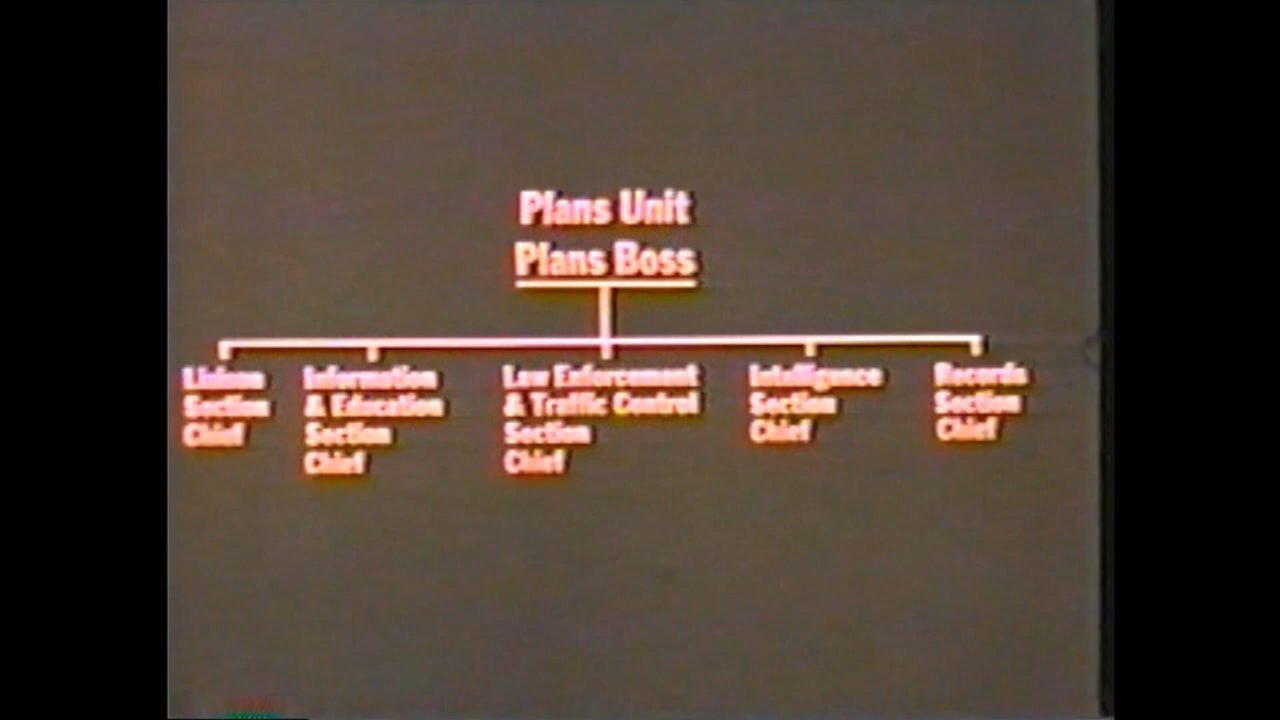 Plans Unit
Plans Boss
Liaison
Section
Chief
Information
& Education
Section
Chief
Law Enforcement
& Traffic Control
Section
Chief
Intelligence
Section
Chief
Records
Section
Chief